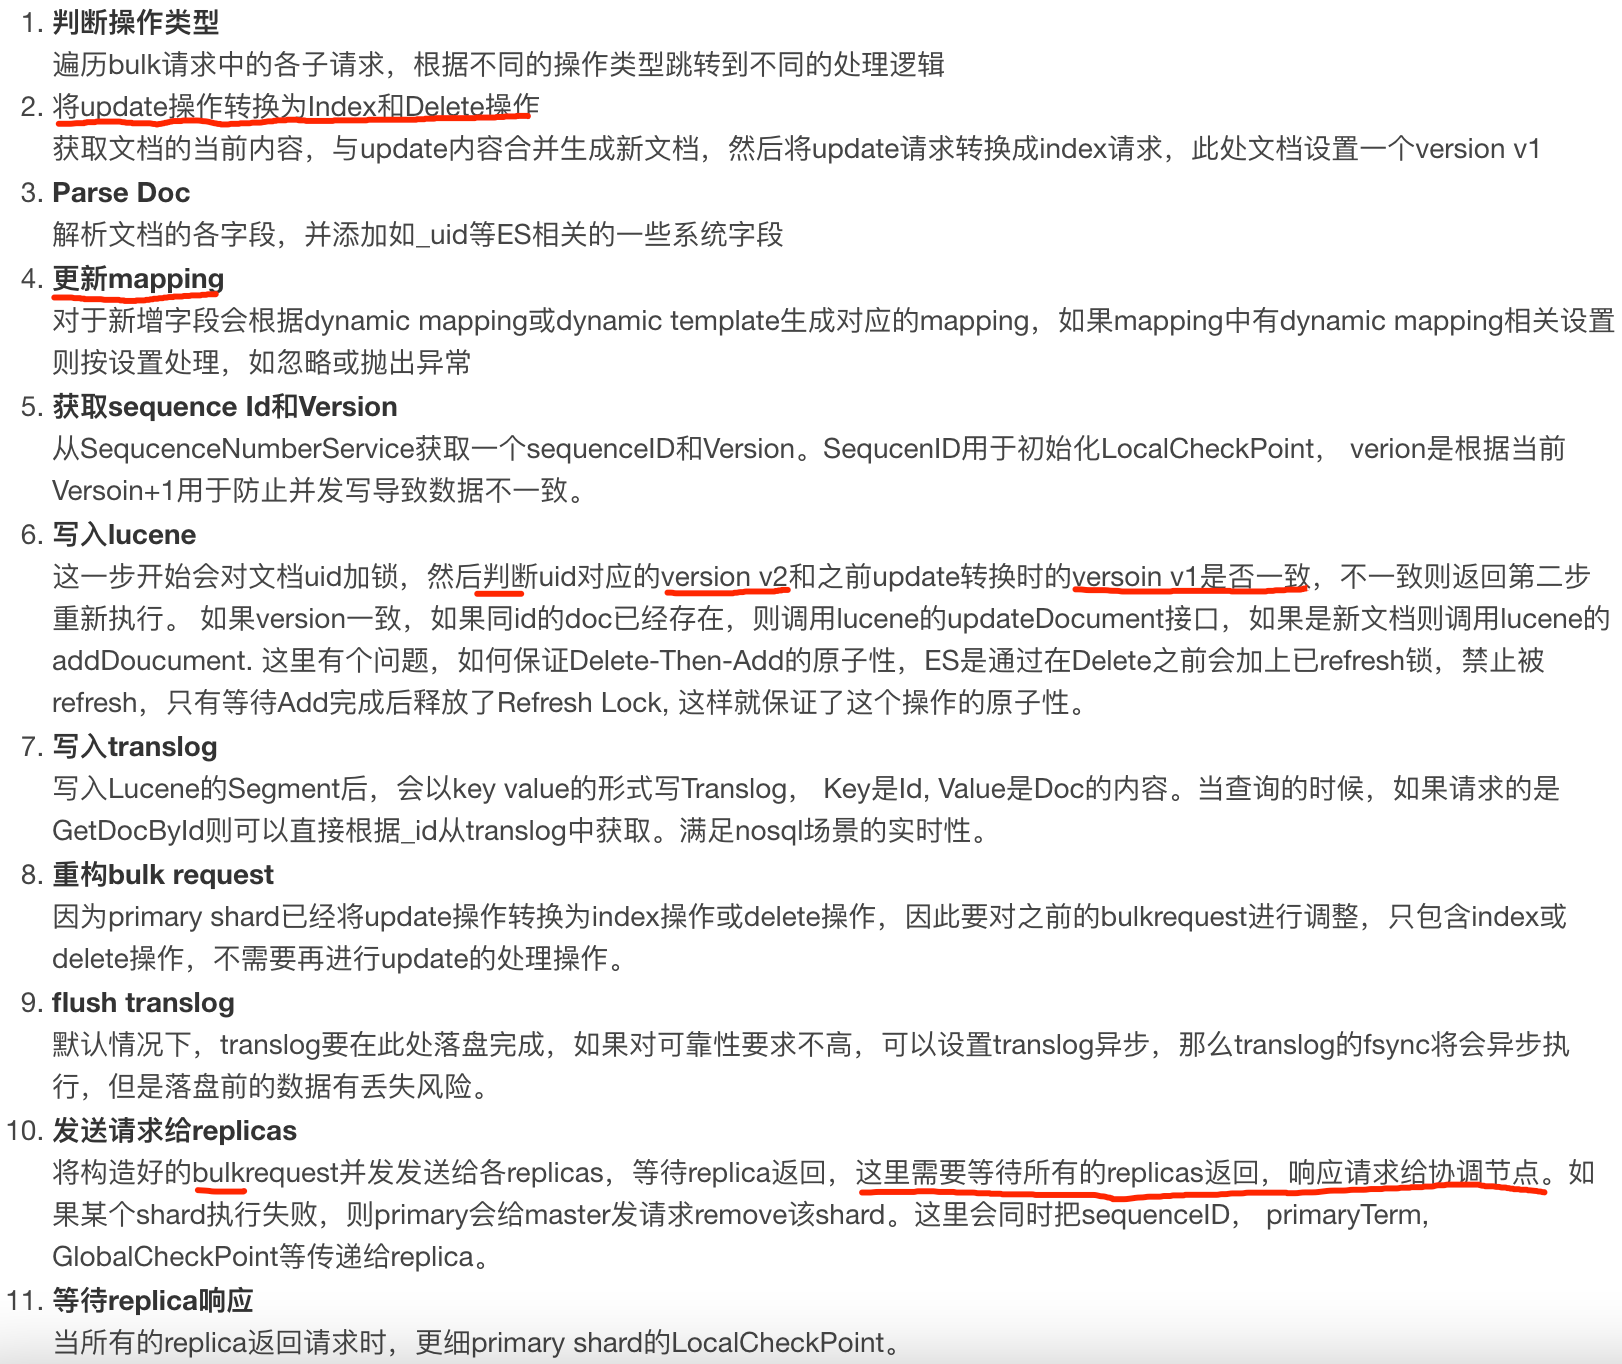 1. 判断操作类型
遍历bulk请求中的各子请求，根据不同的操作类型跳转到不同的处理逻辑
2. 将update操作转换为Index和Delete操作
获取文档的当前内容，与update内容合并生成新文档，然后将update请求转换成index请求，此处文档设置一个version v1
3. Parse Doc
解析文档的各字段，并添加如_uid等ES相关的一些系统字段
4. 更新mapping
对于新增字段会根据dynamic mapping或dynamic template生成对应的mapping，如果mapping中有dynamic mapping相关设置
则按设置处理，如忽略或抛出异常
5. 获取sequence Id和Version
从SequcenceNumberService获取一个sequenceID和Version。SequcenID用于初始化LocalCheckPoint， verion是根据当前
Versoin+1用于防止并发写导致数据不一致。
6. 写入lucene
这一步开始会对文档uid加锁，然后判断uid对应的version v2和之前update转换时的versoin v1是否一致，不一致则返回第二步
重新执行。 如果version一致，如果同id的doc已经存在，则调用lucene的updateDocument接口，如果是新文档则调用lucene的
addDoucument. 这里有个问题，如何保证Delete-Then-Add的原子性，ES是通过在Delete之前会加上已refresh锁，禁止被
refresh，只有等待Add完成后释放了Refresh Lock, 这样就保证了这个操作的原子性。
7. 写入translog
写入Lucene的Segment后，会以key value的形式写Translog， Key是Id, Value是Doc的内容。当查询的时候，如果请求的是
GetDocById则可以直接根据_id从translog中获取。满足nosql场景的实时性。
8. 重构bulk request
因为primary shard已经将update操作转换为index操作或delete操作，因此要对之前的bulkrequest进行调整，只包含index或
delete操作，不需要再进行update的处理操作。
9. flush translog
默认情况下，translog要在此处落盘完成，如果对可靠性要求不高，可以设置translog异步，那么translog的fsync将会异步执
行，但是落盘前的数据有丢失风险。
10. 发送请求给replicas
将构造好的bulkrequest并发发送给各replicas，等待replica返回，这里需要等待所有的replicas返回，响应请求给协调节点。如
果某个shard执行失败，则primary会给master发请求remove该shard。这里会同时把sequenceID， primaryTerm,
GlobalCheckPoint等传递给replica。
11. 等待replica响应
当所有的replica返回请求时，更细primary shard的LocalCheckPoint。